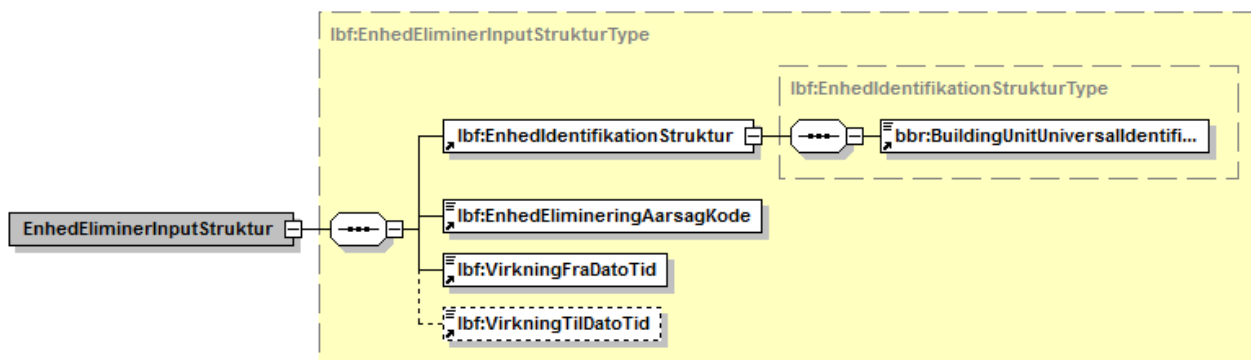 lbf:EnhedEliminerInputStrukturType
lbf:EnhedIdentifikationStrukturType
lbf:EnhedIdentifikationStruktur
bbr:BuildingUnitUniversalIdentifi...
EnhedEliminerInputStruktur
lbf:EnhedElimineringAarsagKode
lbf:VirkningFraDatoTid
lbf:VirkningTilDatoTid